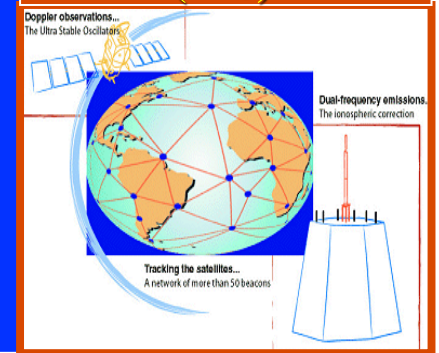 Doppler observations...
The Ultra Stable Oscillators
Dual-frequency emissions.
The ionospheric correction
Tracking the satellites...
A network of more than 50 beacons